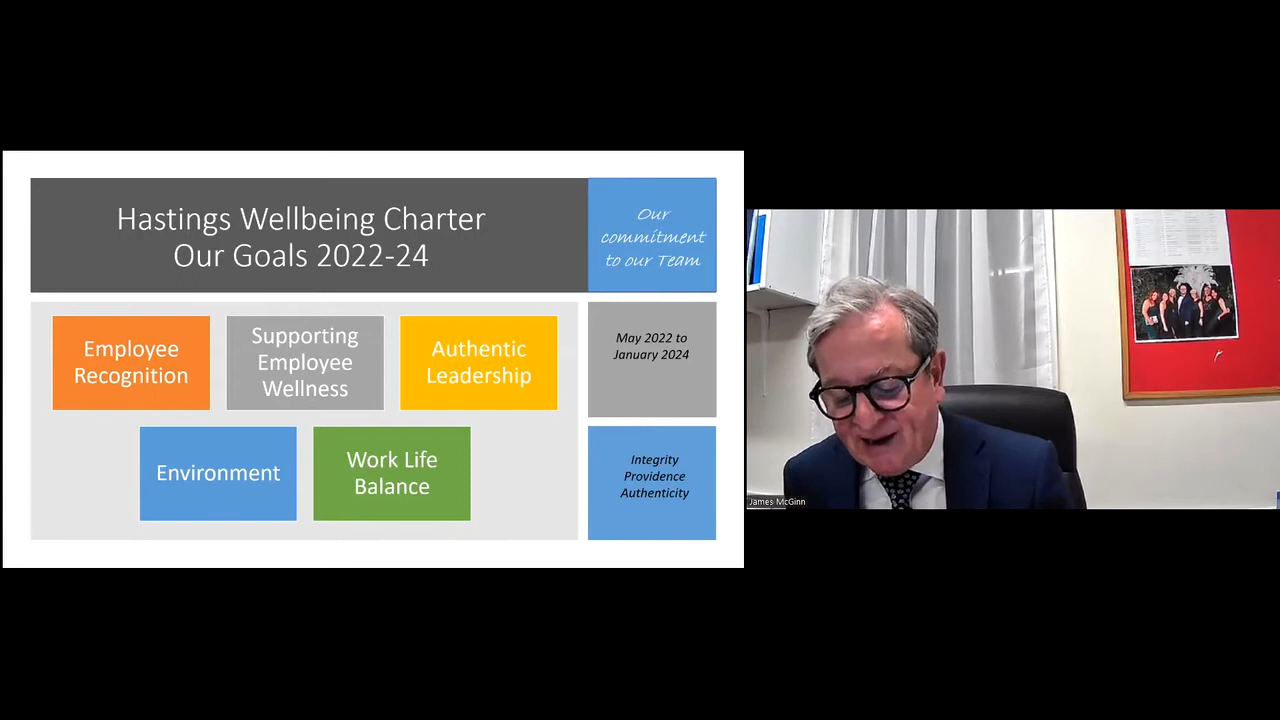 Hastings Wellbeing Charter
Our Goals 2022-24
Our
commitment
to our Team
Employee
Recognition
Supporting
Employee
Wellness
Authentic
Leadership
May 2022 to
January 2024
Environment
Work Life
Balance
Integrity
Providence
Authenticity
James McGinn